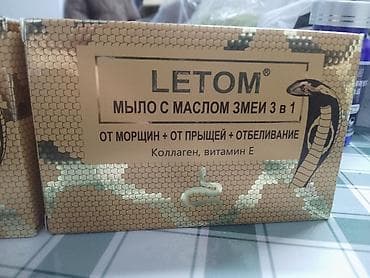 LETOM®
МЫЛО С МАСЛОМ ЗМЕИ 3 в 1
ОТ МОРЩИН + ОТ ПРЫЩЕЙ + ОТБЕЛИВАНИЕ
Коллаген, витамин Е